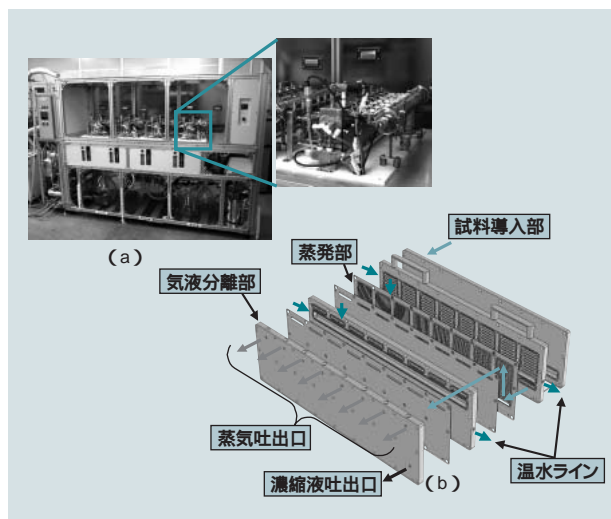 (a)
試料導入部
蒸発部
気液分離部
蒸気吐出口
濃縮液吐出口
(b)
温水ライン